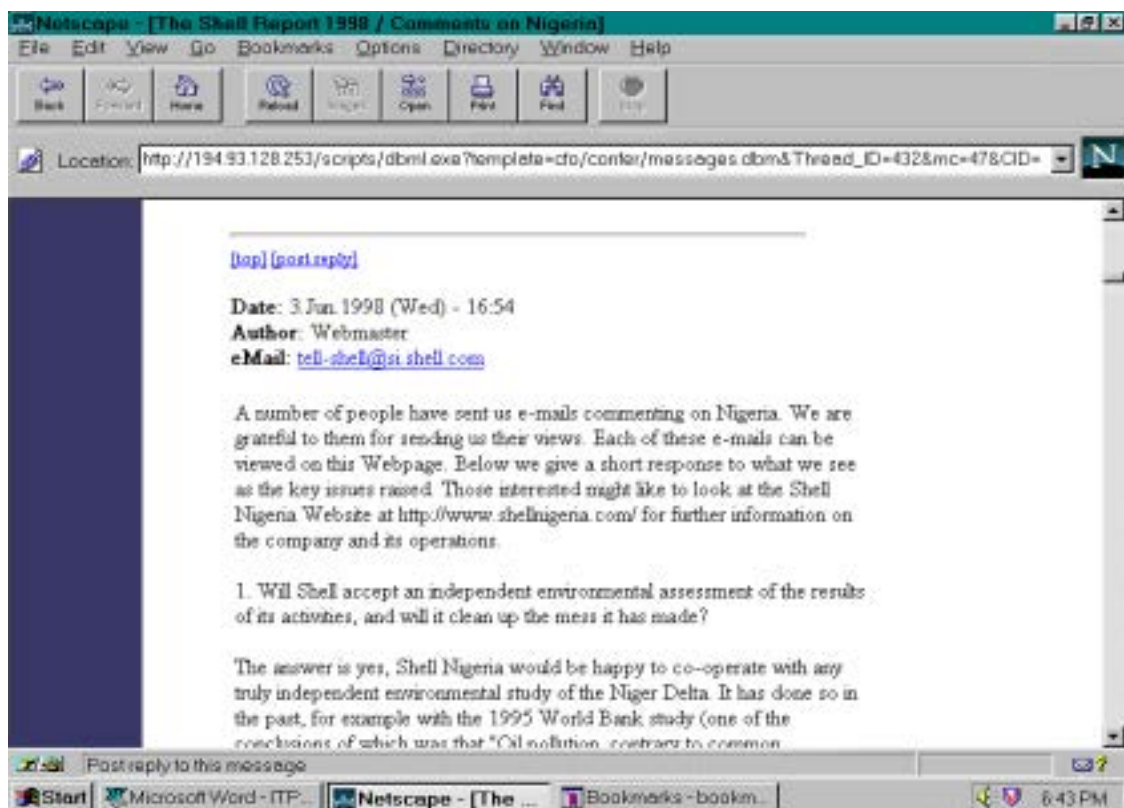 Netscape - [The Shell Report 1998 / Comments on Nigeria]
File Edit View Go Bookmarks Options Directory Window Help
Back Forward Home Reload Images Open Print Find Stop
Location: http://194.93.128.253/scripts/dbml.exe?template=cfo/confer/messages.dbm&Thread_ID=432&mc=47&CID=
N
[top] [post reply]
Date: 3 Jun 1998 (Wed) - 16:54
Author: Webmaster
eMail: tell-shell@si.shell.com
A number of people have sent us e-mails commenting on Nigeria. We are
grateful to them for sending us their views. Each of these e-mails can be
viewed on this Webpage. Below we give a short response to what we see
as the key issues raised. Those interested might like to look at the Shell
Nigeria Website at http://www.shellnigeria.com/ for further information on
the company and its operations.
1. Will Shell accept an independent environmental assessment of the results
of its activities, and will it clean up the mess it has made?
The answer is yes, Shell Nigeria would be happy to co-operate with any
truly independent environmental study of the Niger Delta. It has done so in
the past, for example with the 1995 World Bank study (one of the
conclusions of which was that "Oil pollution, contrary to common
Post reply to this message
Start Microsoft Word - ITP... Netscape - [The ... Bookmarks - bookm... 6:43 PM